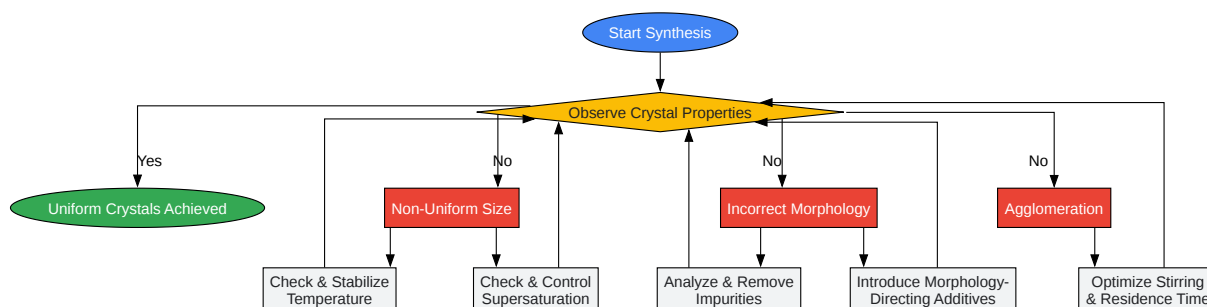 Start Synthesis
Observe Crystal Properties
Yes
No
No
No
Uniform Crystals Achieved
Non-Uniform Size
Incorrect Morphology
Agglomeration
Check & Stabilize
Temperature
Check & Control
Supersaturation
Analyze & Remove
Impurities
Introduce Morphology-
Directing Additives
Optimize Stirring
& Residence Time